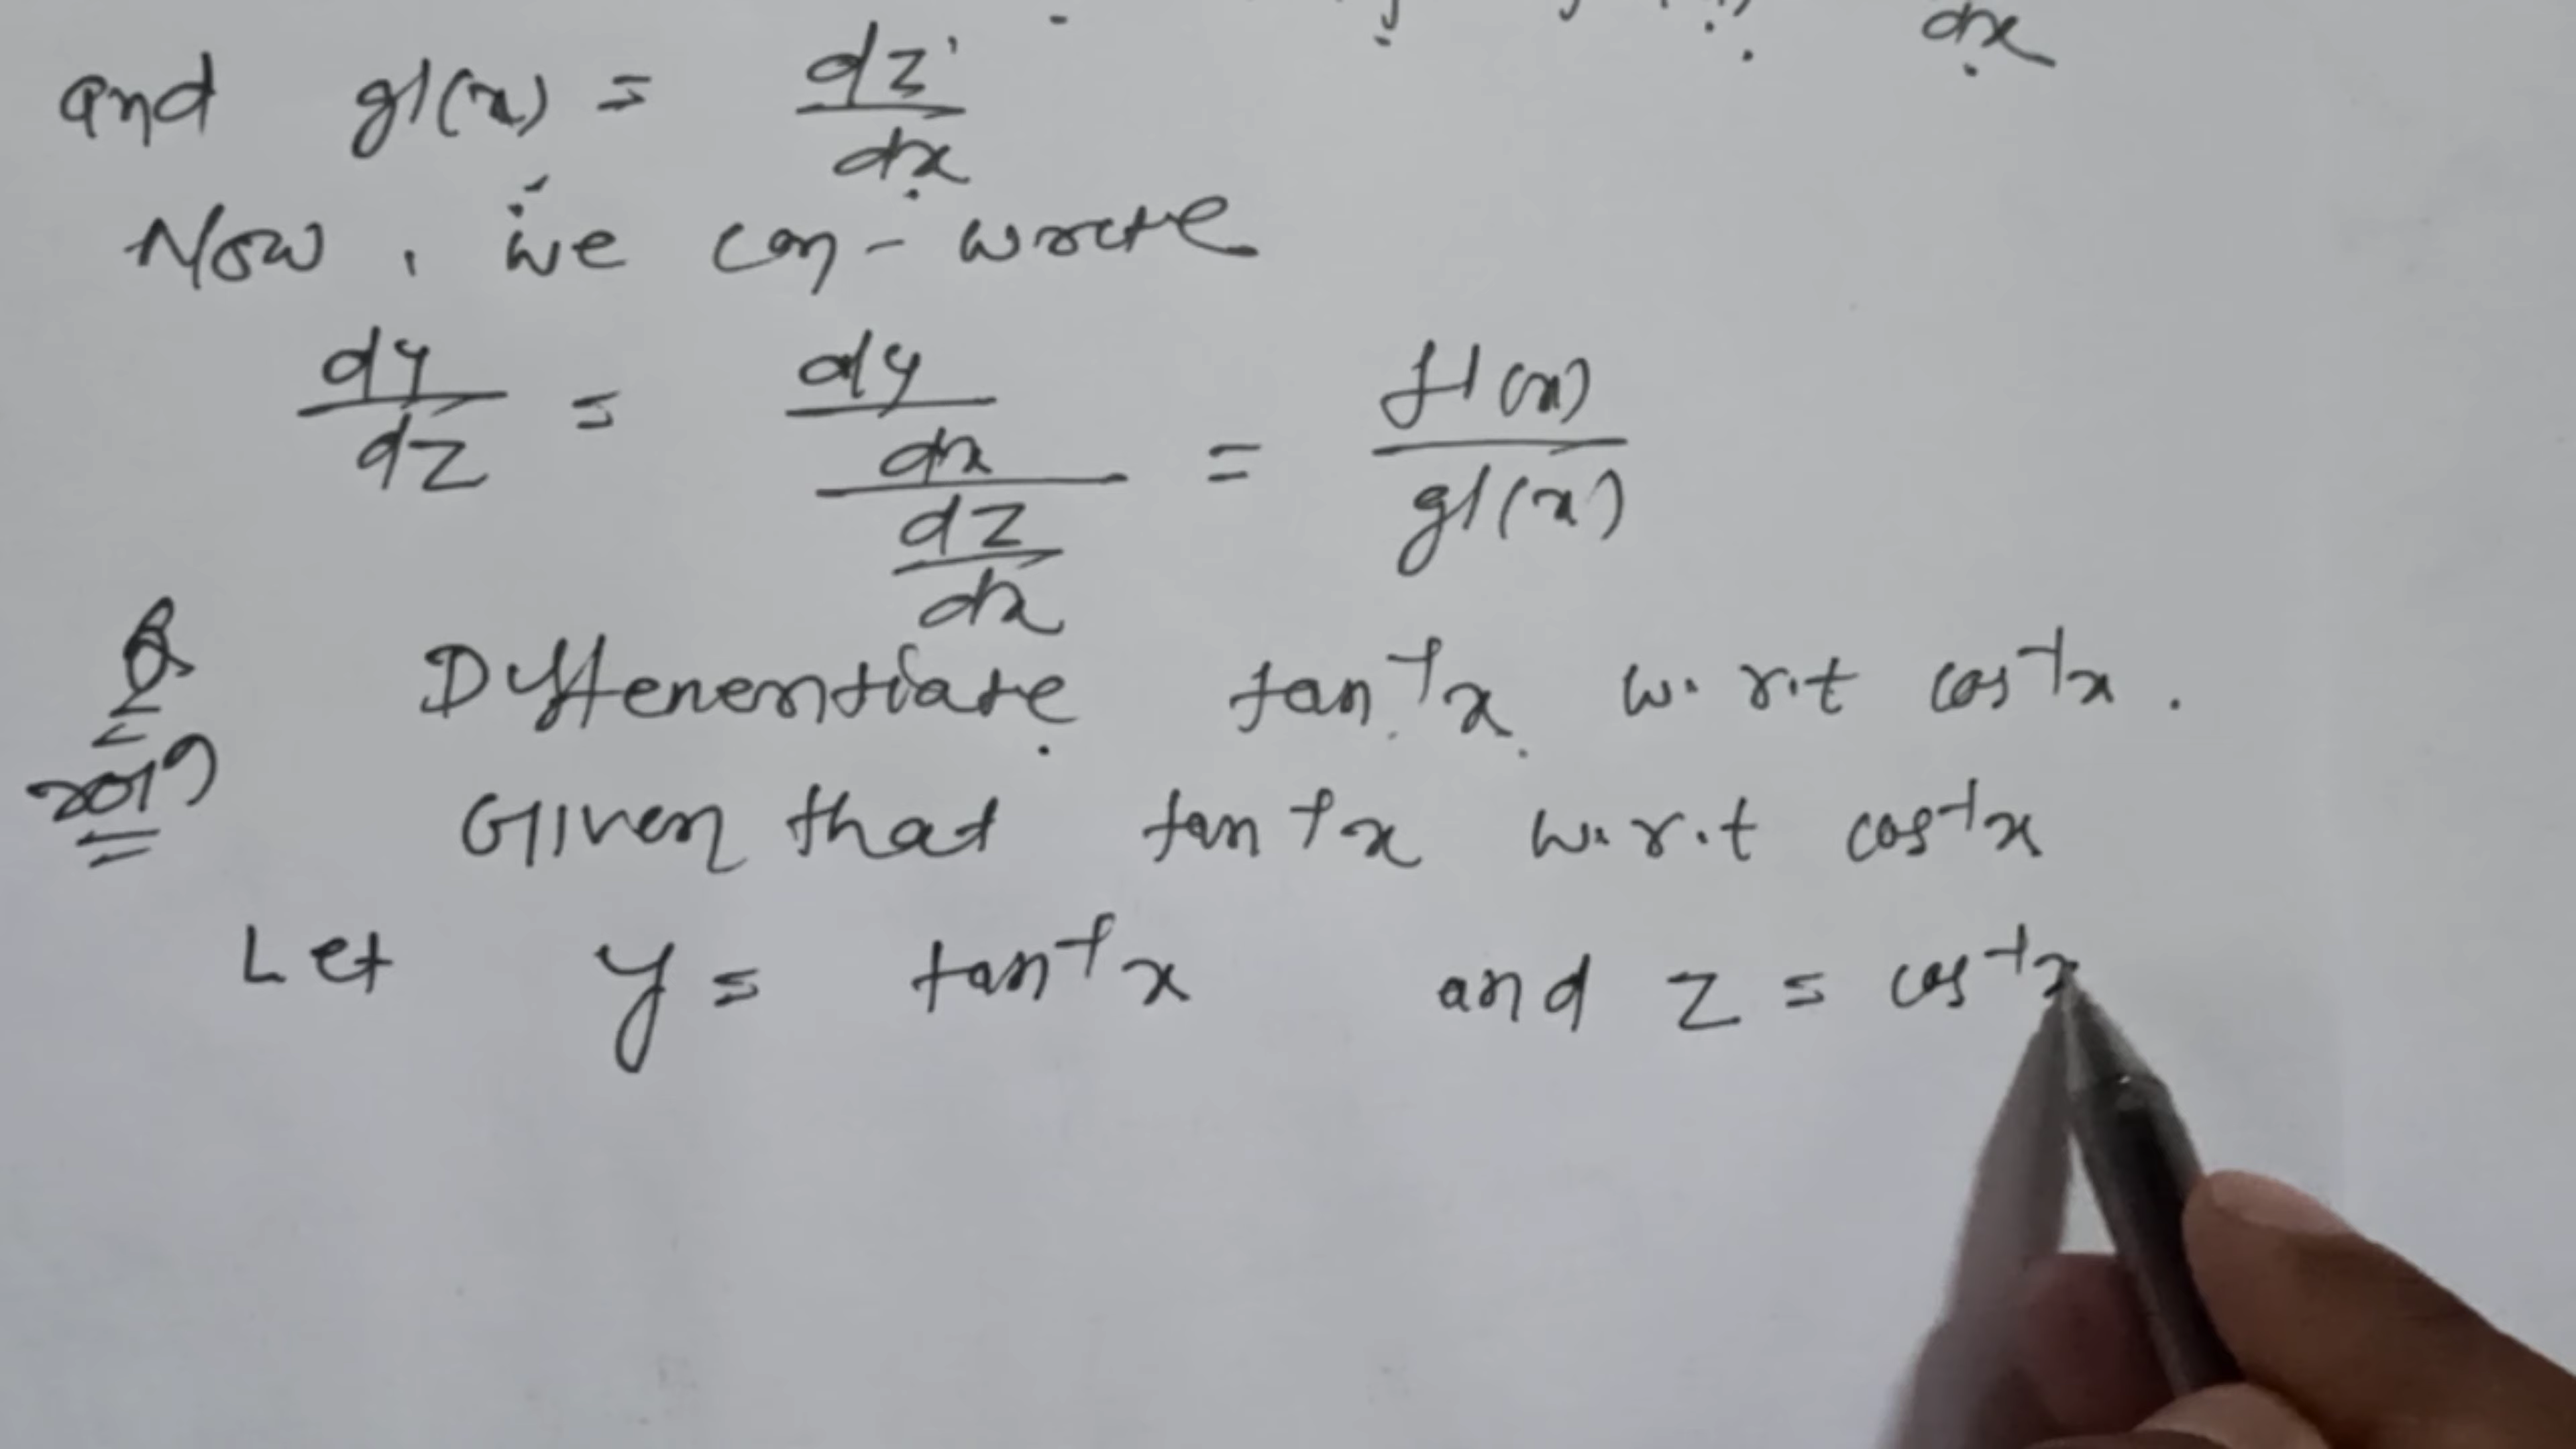 dx
and g'(x) = dz/dx
Now, we can write
dy/dz = dy/dx / dz/dx = f'(x)/g'(x)
Q 2019 Differentiate tan⁻¹x w.r.t cos⁻¹x.
Given that tan⁻¹x w.r.t cos⁻¹x
Let y = tan⁻¹x and z = cos⁻¹x